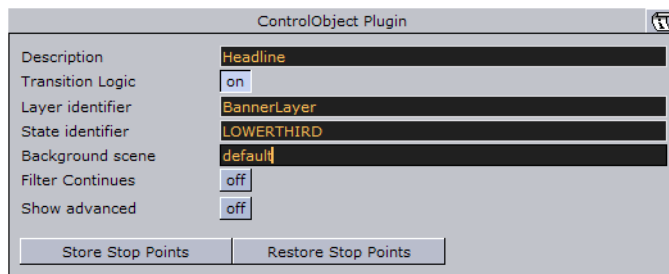 ControlObject Plugin
Description Headline
Transition Logic on
Layer identifier BannerLayer
State identifier LOWERTHIRD
Background scene default
Filter Continues off
Show advanced off
Store Stop Points Restore Stop Points